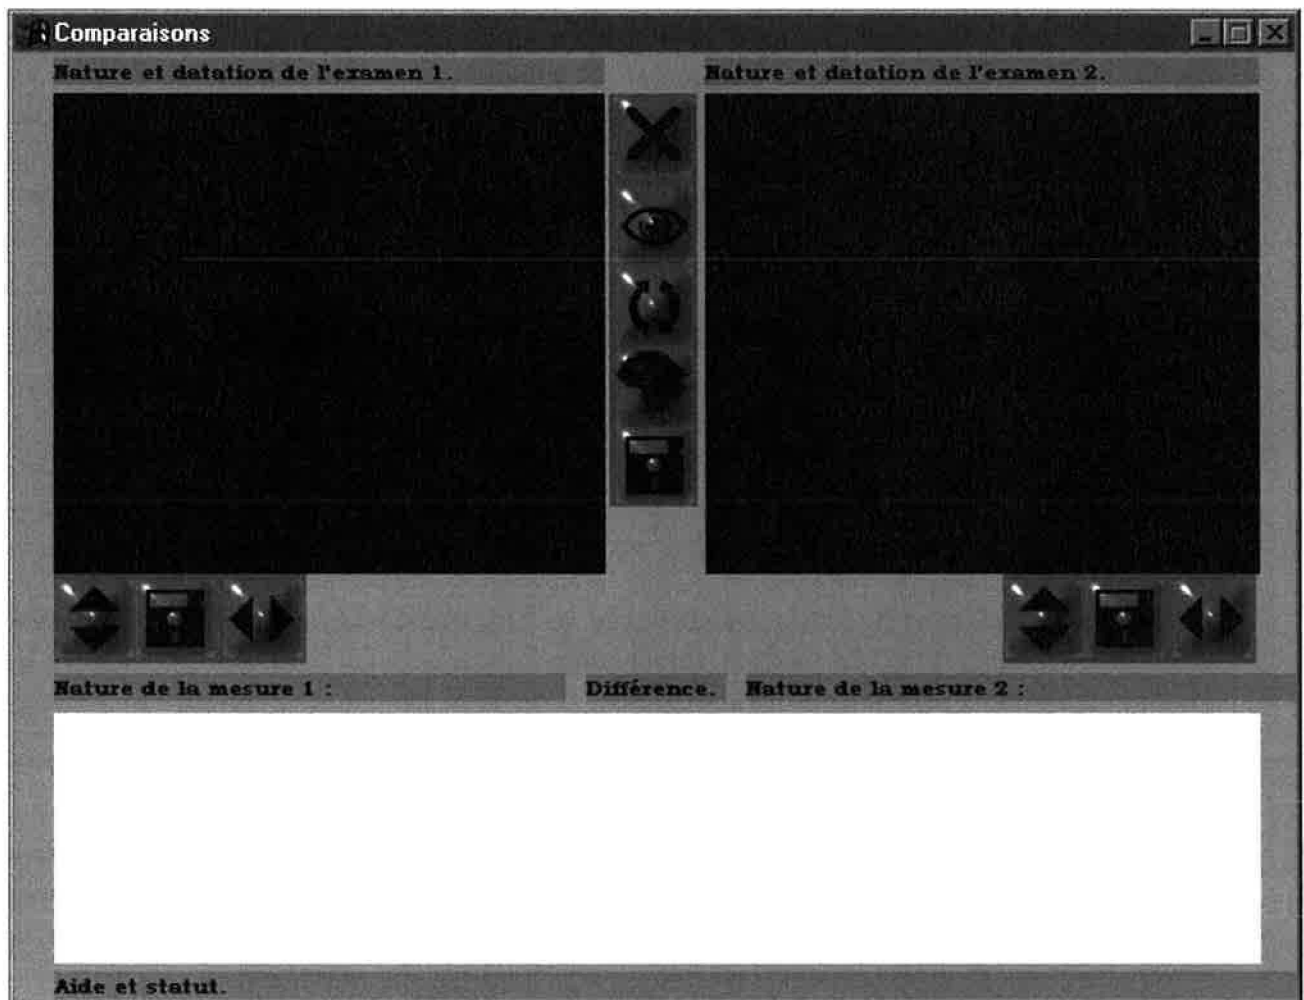 Comparaisons
Nature et datation de l'examen 1.
Nature et datation de l'examen 2.
Nature de la mesure 1 :
Différence.
Nature de la mesure 2 :
Aide et statut.